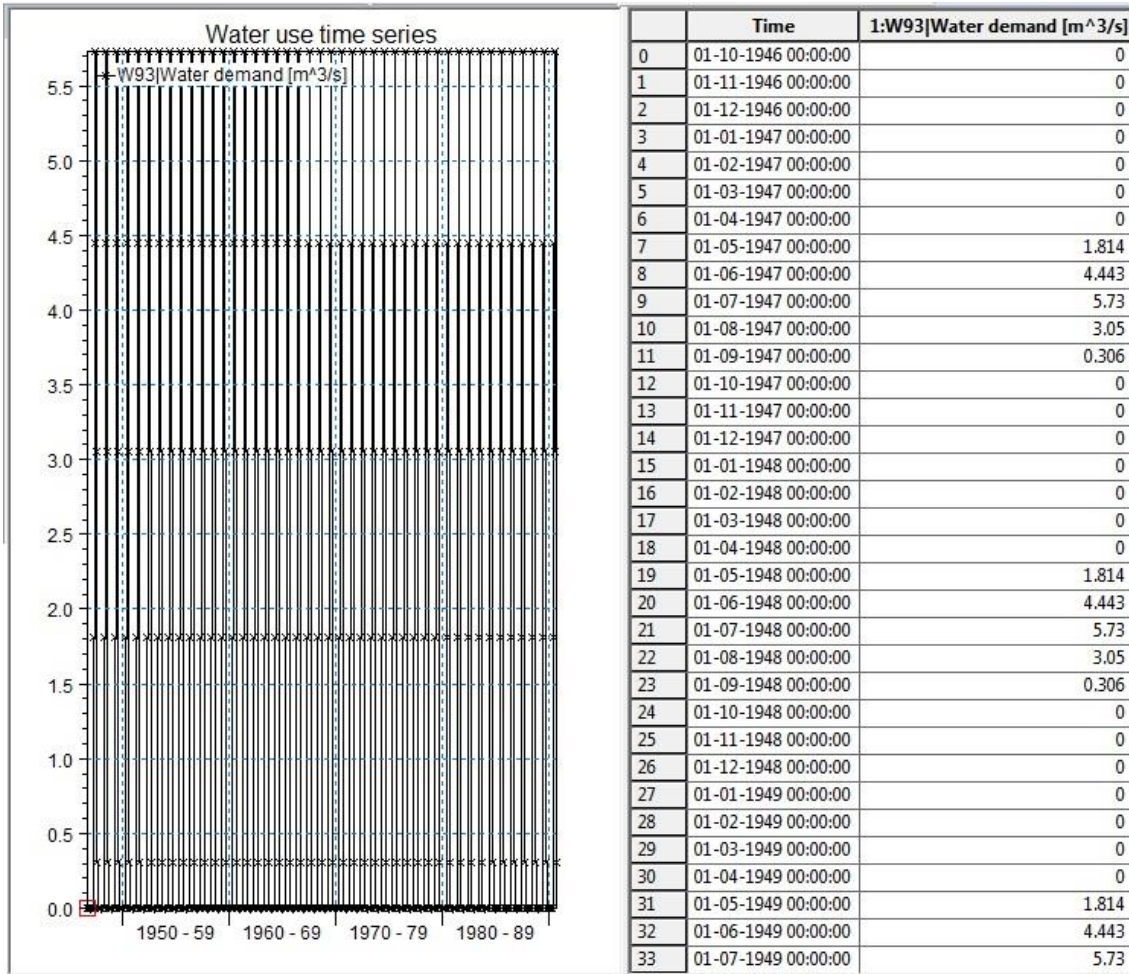 Water use time series
W93|Water demand [m^3/s]
5.5
5.0
4.5
4.0
3.5
3.0
2.5
2.0
1.5
1.0
0.5
0.0
1950 - 59 1960 - 69 1970 - 79 1980 - 89
Time 1:W93|Water demand [m^3/s]
0 01-10-1946 00:00:00 0
1 01-11-1946 00:00:00 0
2 01-12-1946 00:00:00 0
3 01-01-1947 00:00:00 0
4 01-02-1947 00:00:00 0
5 01-03-1947 00:00:00 0
6 01-04-1947 00:00:00 0
7 01-05-1947 00:00:00 1.814
8 01-06-1947 00:00:00 4.443
9 01-07-1947 00:00:00 5.73
10 01-08-1947 00:00:00 3.05
11 01-09-1947 00:00:00 0.306
12 01-10-1947 00:00:00 0
13 01-11-1947 00:00:00 0
14 01-12-1947 00:00:00 0
15 01-01-1948 00:00:00 0
16 01-02-1948 00:00:00 0
17 01-03-1948 00:00:00 0
18 01-04-1948 00:00:00 0
19 01-05-1948 00:00:00 1.814
20 01-06-1948 00:00:00 4.443
21 01-07-1948 00:00:00 5.73
22 01-08-1948 00:00:00 3.05
23 01-09-1948 00:00:00 0.306
24 01-10-1948 00:00:00 0
25 01-11-1948 00:00:00 0
26 01-12-1948 00:00:00 0
27 01-01-1949 00:00:00 0
28 01-02-1949 00:00:00 0
29 01-03-1949 00:00:00 0
30 01-04-1949 00:00:00 0
31 01-05-1949 00:00:00 1.814
32 01-06-1949 00:00:00 4.443
33 01-07-1949 00:00:00 5.73